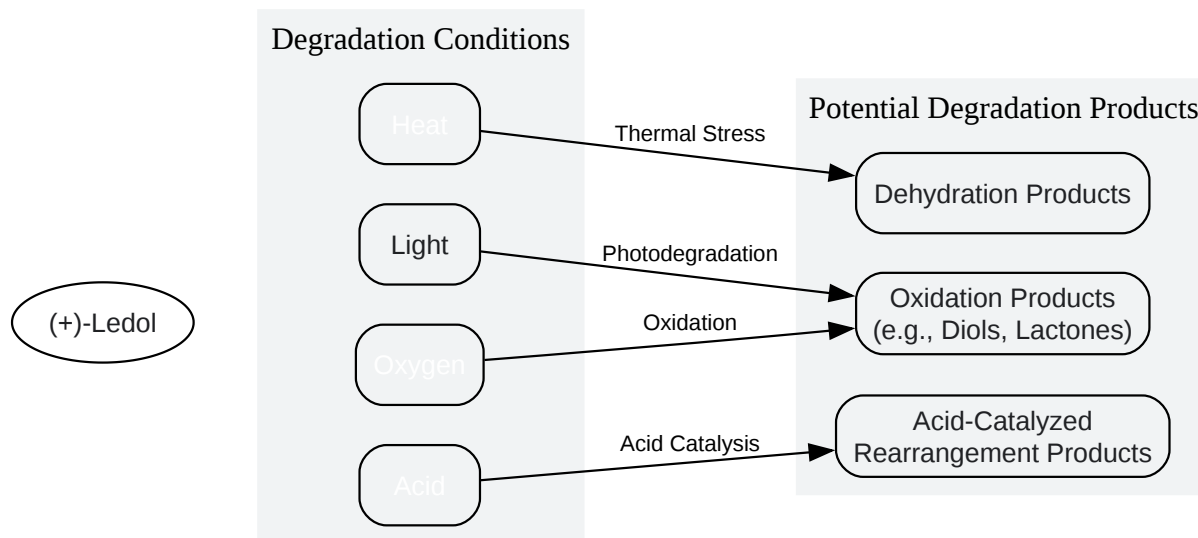 Degradation Conditions
Potential Degradation Products
Heat
Thermal Stress
Dehydration Products
Light
Photodegradation
Oxidation Products
(e.g., Diols, Lactones)
(+)-Ledol
Oxidation
Oxygen
Acid Catalysis
Acid-Catalyzed
Rearrangement Products
Acid